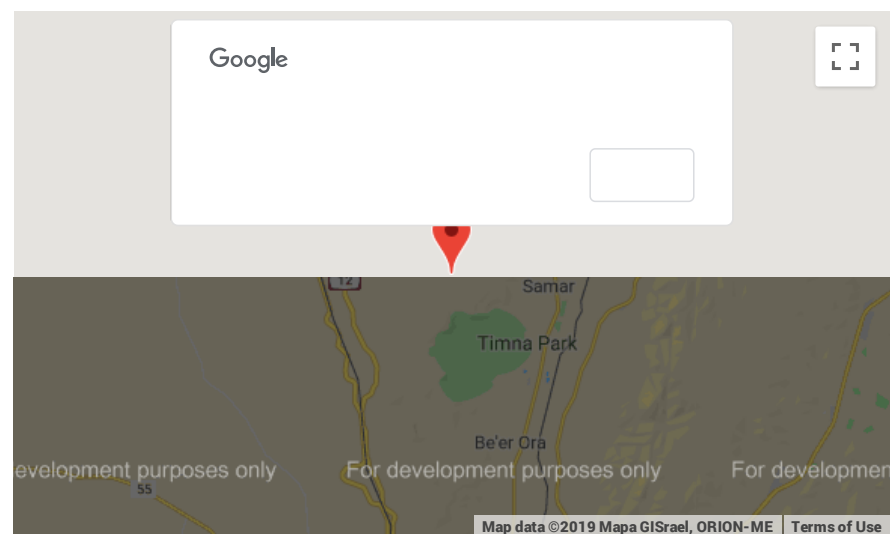 Google
12
Samar
Timna Park
Be'er Ora
evelopment purposes only
For development purposes only
For developmen
55
Map data ©2019 Mapa GISrael, ORION-ME
Terms of Use